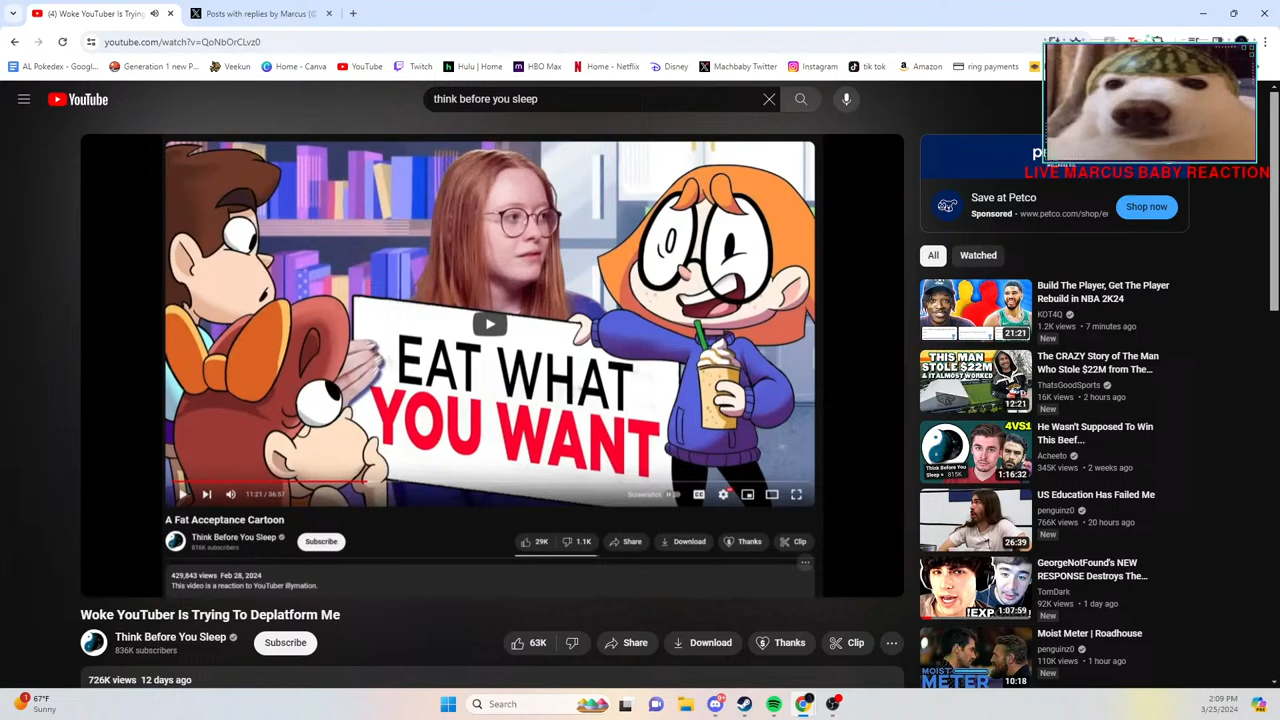 (4) Woke YouTuber Is Trying
Posts with replies by Marcus (@
youtube.com/watch?v=QoNbOrCLvz0
AL Pokedex - Googl...
Generation 1 new P...
Veekun
Home - Canva
YouTube
Twitch
Hulu
HBO Max
Home - Netflix
Disney
Machbaby Twitter
Instagram
tik tok
Amazon
ring payments
YouTube
think before you sleep
LIVE MARCUS BABY REACTION
Save at Petco
Sponsored · www.petco.com/shop/e
Shop now
All
Watched
EAT WHAT
YOU WANT
11:21 / 36:57
Screenshot
A Fat Acceptance Cartoon
Think Before You Sleep
816K subscribers
Subscribe
29K
1.1K
Share
Download
Thanks
Clip
429,843 views Feb 28, 2024
This video is a reaction to YouTuber illymation.
Woke YouTuber Is Trying To Deplatform Me
Think Before You Sleep
836K subscribers
Subscribe
63K
Share
Download
Thanks
Clip
726K views 12 days ago
Build The Player, Get The Player
Rebuild in NBA 2K24
KOT4Q
1.2K views • 7 minutes ago
New
21:21
THIS MAN
STOLE $22M
& IT ALMOST WORKED
12:21
The CRAZY Story of The Man
Who Stole $22M from The...
ThatsGoodSports
16K views • 2 hours ago
New
4VS1
Think Before You
Sleep
815K
1:16:32
He Wasn't Supposed To Win
This Beef...
Acheeto
345K views • 2 weeks ago
26:39
US Education Has Failed Me
penguinz0
766K views • 20 hours ago
New
1:07:59
GeorgeNotFound's NEW
RESPONSE Destroys The...
TomDark
92K views • 1 day ago
New
MOIST
METER
10:18
Moist Meter | Roadhouse
penguinz0
110K views • 1 hour ago
New
67°F
Sunny
Search
2:09 PM
3/25/2024